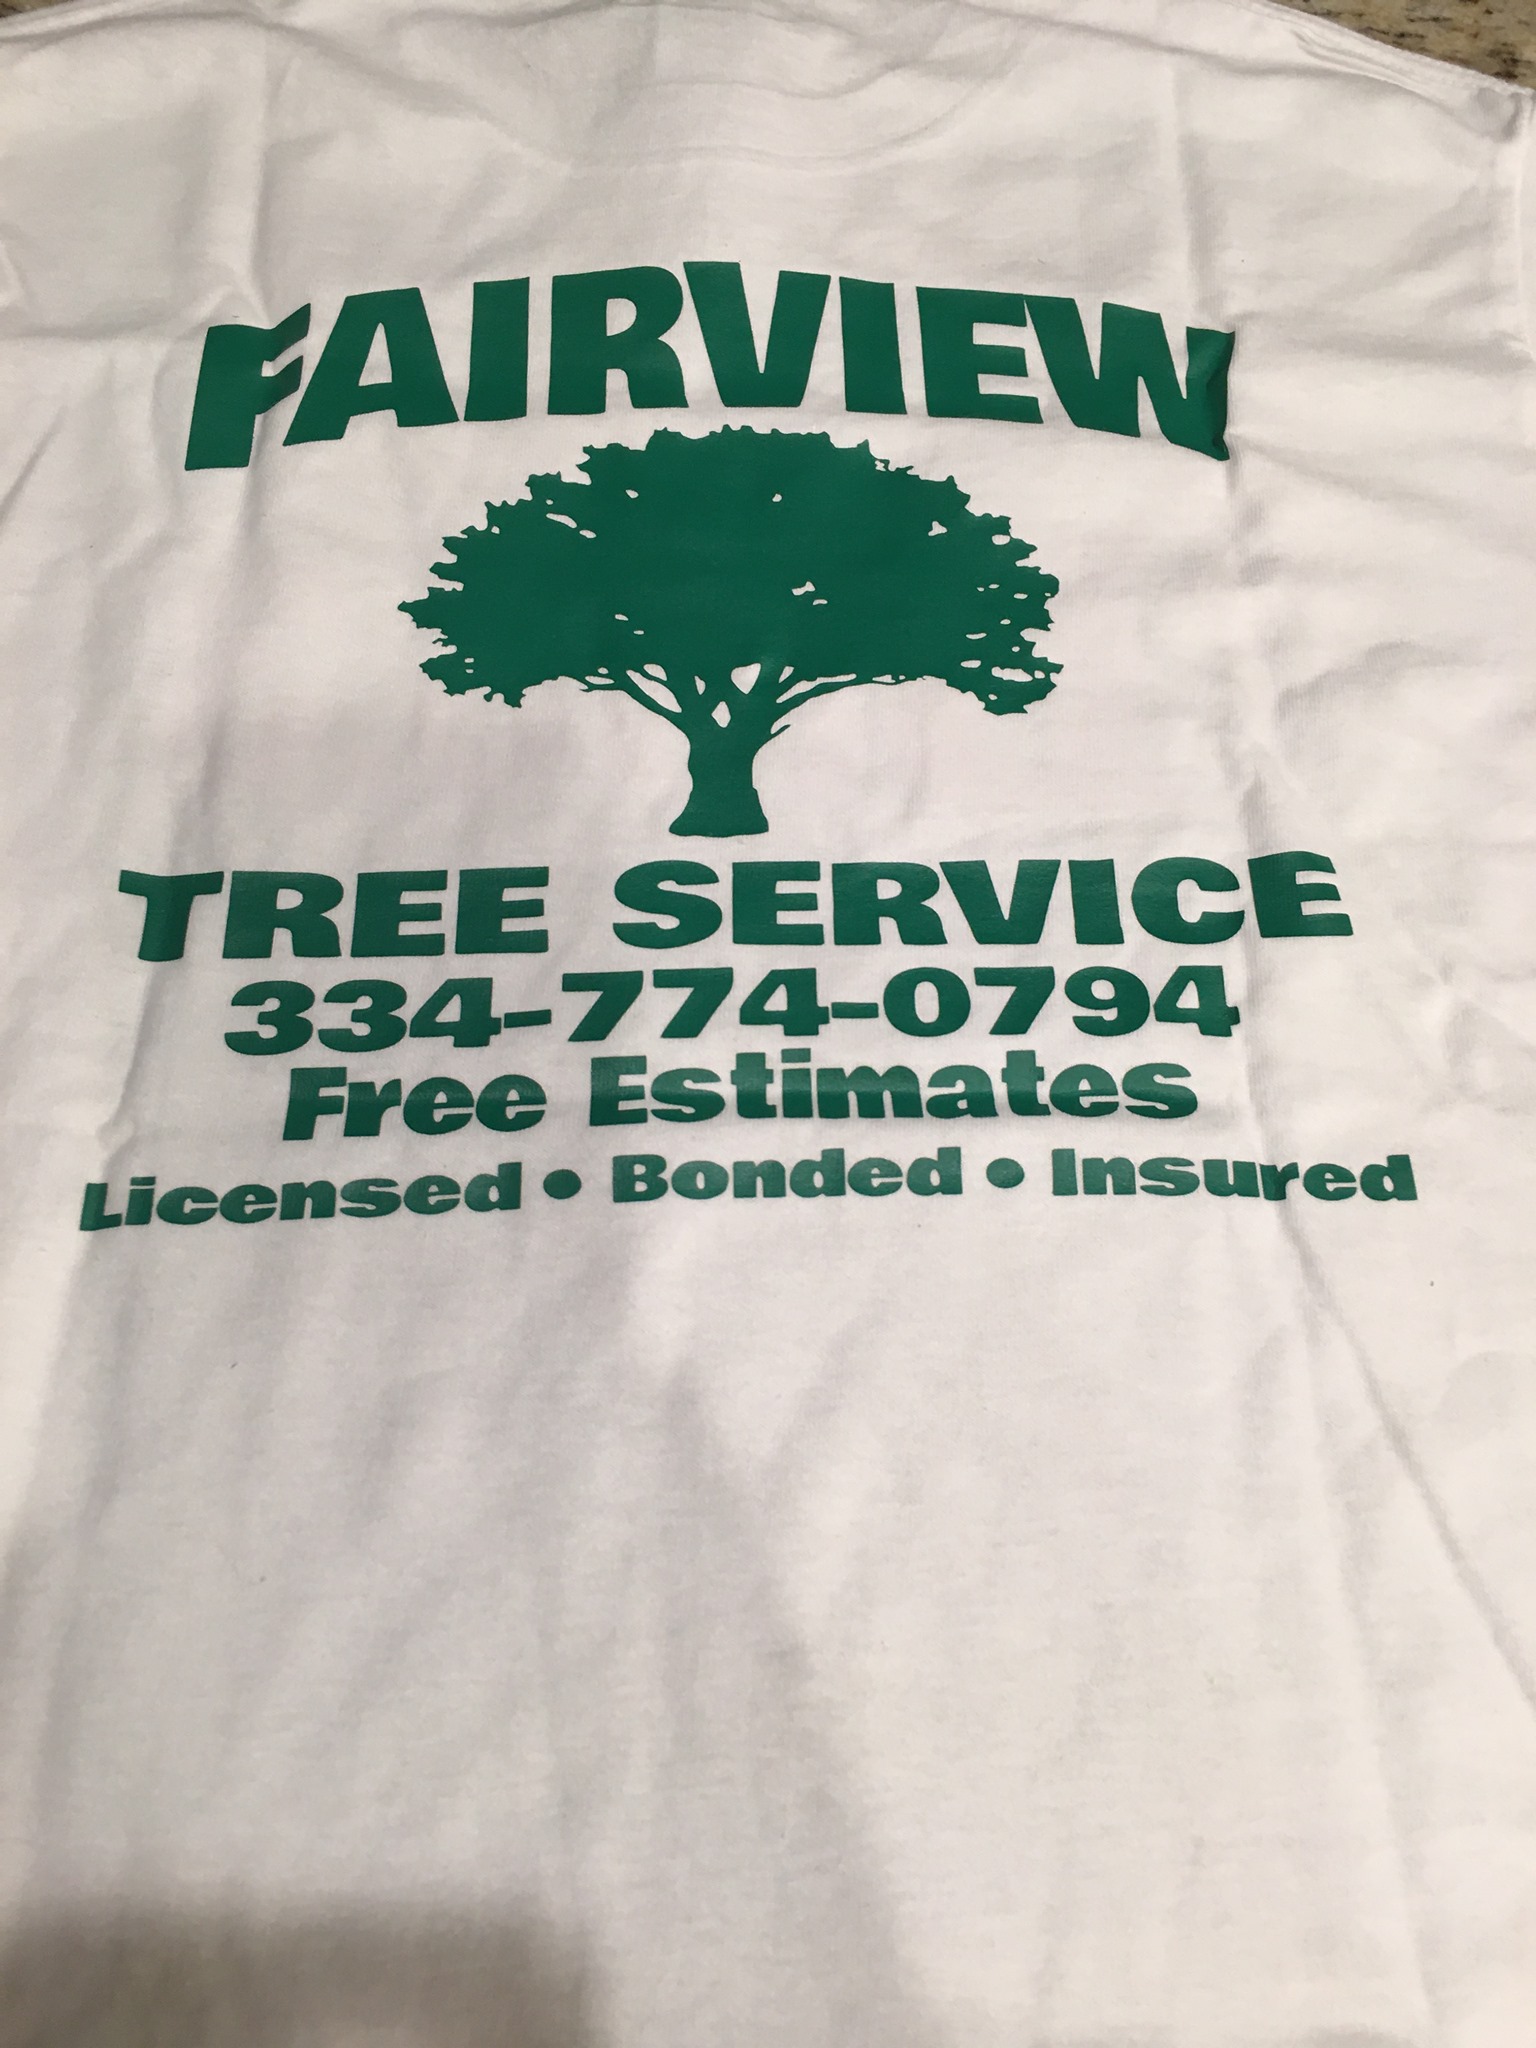 FAIRVIEW
TREE SERVICE
334-774-0794
Free Estimates
Licensed • Bonded • Insured